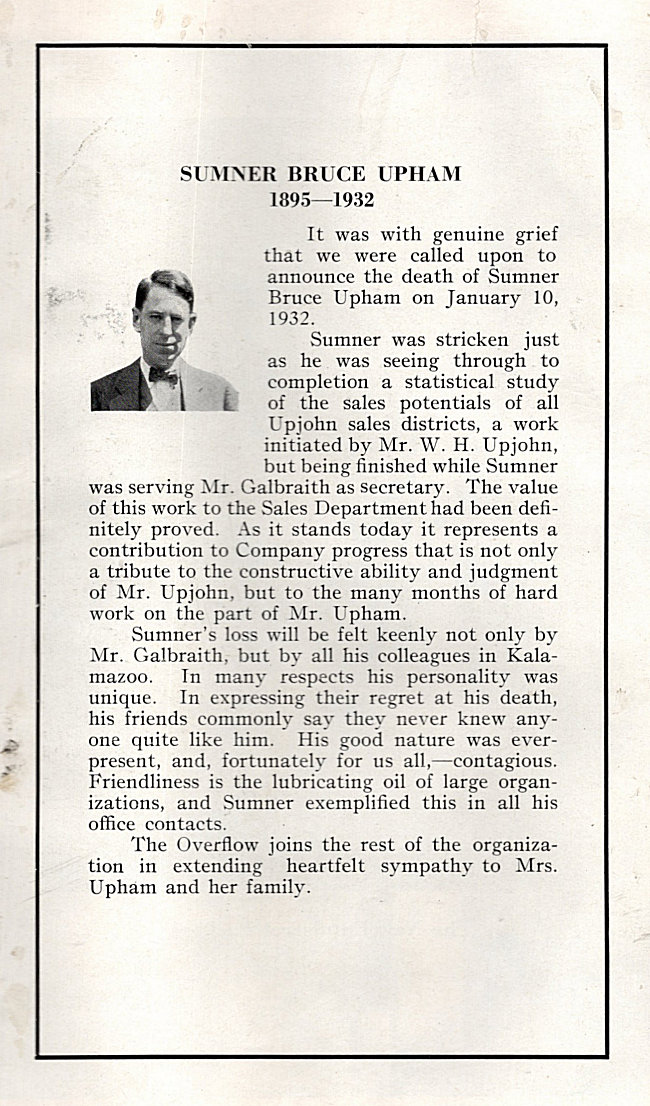 SUMNER BRUCE UPHAM
1895—1932
It was with genuine grief
that we were called upon to
announce the death of Sumner
Bruce Upham on January 10,
1932.
Sumner was stricken just
as he was seeing through to
completion a statistical study
of the sales potentials of all
Upjohn sales districts, a work
initiated by Mr. W. H. Upjohn,
but being finished while Sumner
was serving Mr. Galbraith as secretary. The value
of this work to the Sales Department had been defi-
nitely proved. As it stands today it represents a
contribution to Company progress that is not only
a tribute to the constructive ability and judgment
of Mr. Upjohn, but to the many months of hard
work on the part of Mr. Upham.
Sumner's loss will be felt keenly not only by
Mr. Galbraith, but by all his colleagues in Kala-
mazoo. In many respects his personality was
unique. In expressing their regret at his death,
his friends commonly say they never knew any-
one quite like him. His good nature was ever-
present, and, fortunately for us all,—contagious.
Friendliness is the lubricating oil of large organ-
izations, and Sumner exemplified this in all his
office contacts.
The Overflow joins the rest of the organiza-
tion in extending heartfelt sympathy to Mrs.
Upham and her family.